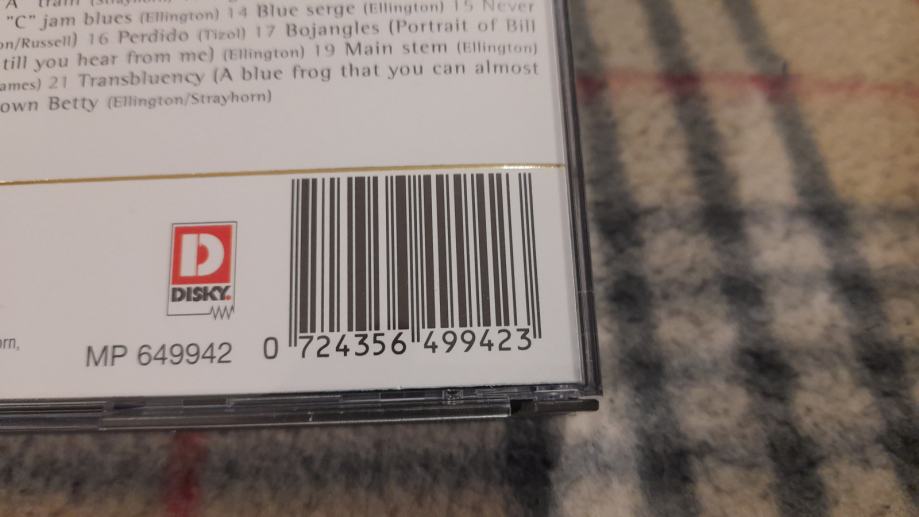 "A" train (Strayhorn)
"C" jam blues (Ellington) 14 Blue serge (Ellington) 15 Never
on/Russell) 16 Perdido (Tizol) 17 Bojangles (Portrait of Bill
till you hear from me) (Ellington) 19 Main stem (Ellington)
ames) 21 Transbluency (A blue frog that you can almost
own Betty (Ellington/Strayhorn)
D
DISKY.
orn,
MP 649942
0 724356 499423